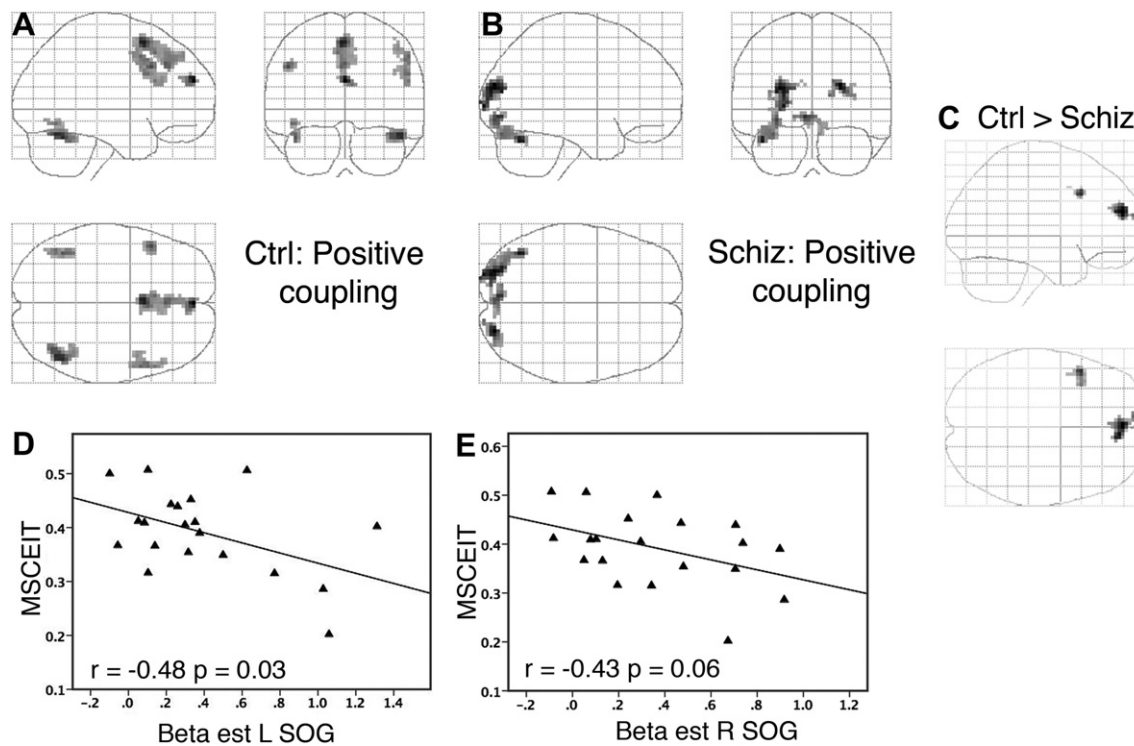 A
B
C Ctrl > Schiz
Ctrl: Positive
coupling
Schiz: Positive
coupling
D
0.5
0.4
0.3
0.2
0.1
MSCEIT
r = -0.48 p = 0.03
-.2 .0 .2 .4 .6 .8 1.0 1.2 1.4
Beta est L SOG
E
0.6
0.5
0.4
0.3
0.2
0.1
MSCEIT
r = -0.43 p = 0.06
-.2 .0 .2 .4 .6 .8 1.0 1.2
Beta est R SOG